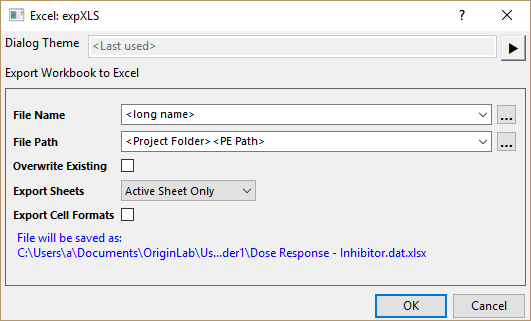 Excel: expXLS
Dialog Theme <Last used>
Export Workbook to Excel
File Name <long name> ...
File Path <Project Folder><PE Path> ...
Overwrite Existing
Export Sheets Active Sheet Only
Export Cell Formats
File will be saved as:
C:\Users\a\Documents\OriginLab\Us...der1\Dose Response - Inhibitor.dat.xlsx
OK Cancel